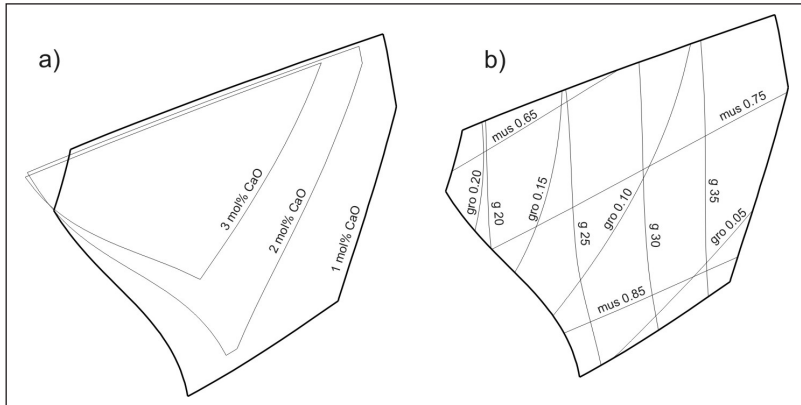 a)
3 mol% CaO
2 mol% CaO
1 mol% CaO
b)
mus 0.65
mus 0.75
gro 0.20
g 20
gro 0.15
g 25
gro 0.10
g 30
g 35
gro 0.05
mus 0.85